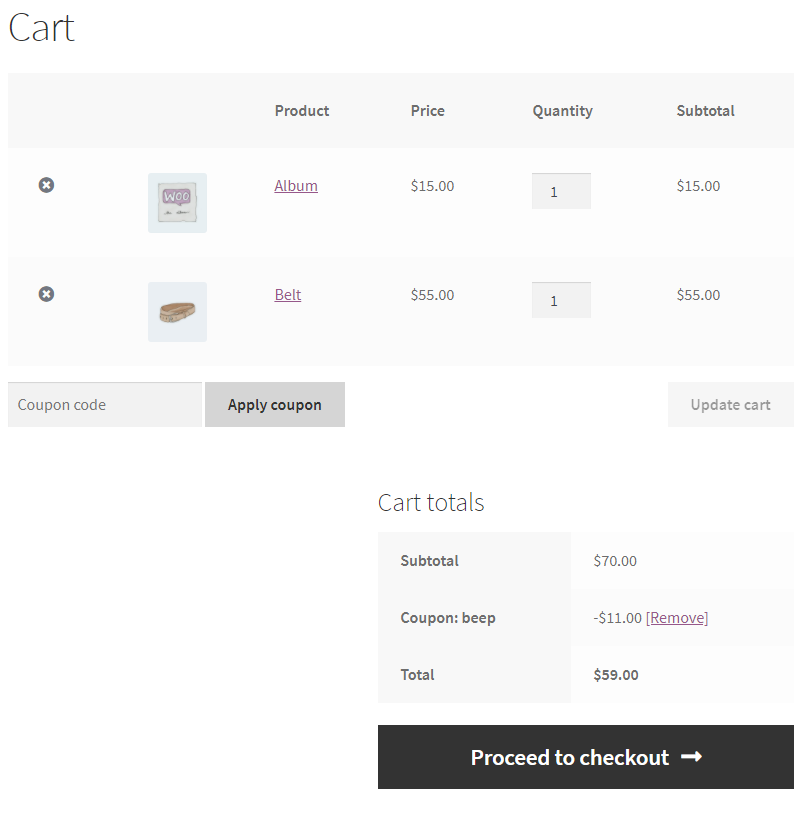 Cart
Product Price Quantity Subtotal
WOO
Album $15.00 1 $15.00
Belt $55.00 1 $55.00
Coupon code Apply coupon Update cart
Cart totals
Subtotal $70.00
Coupon: beep -$11.00 [Remove]
Total $59.00
Proceed to checkout →